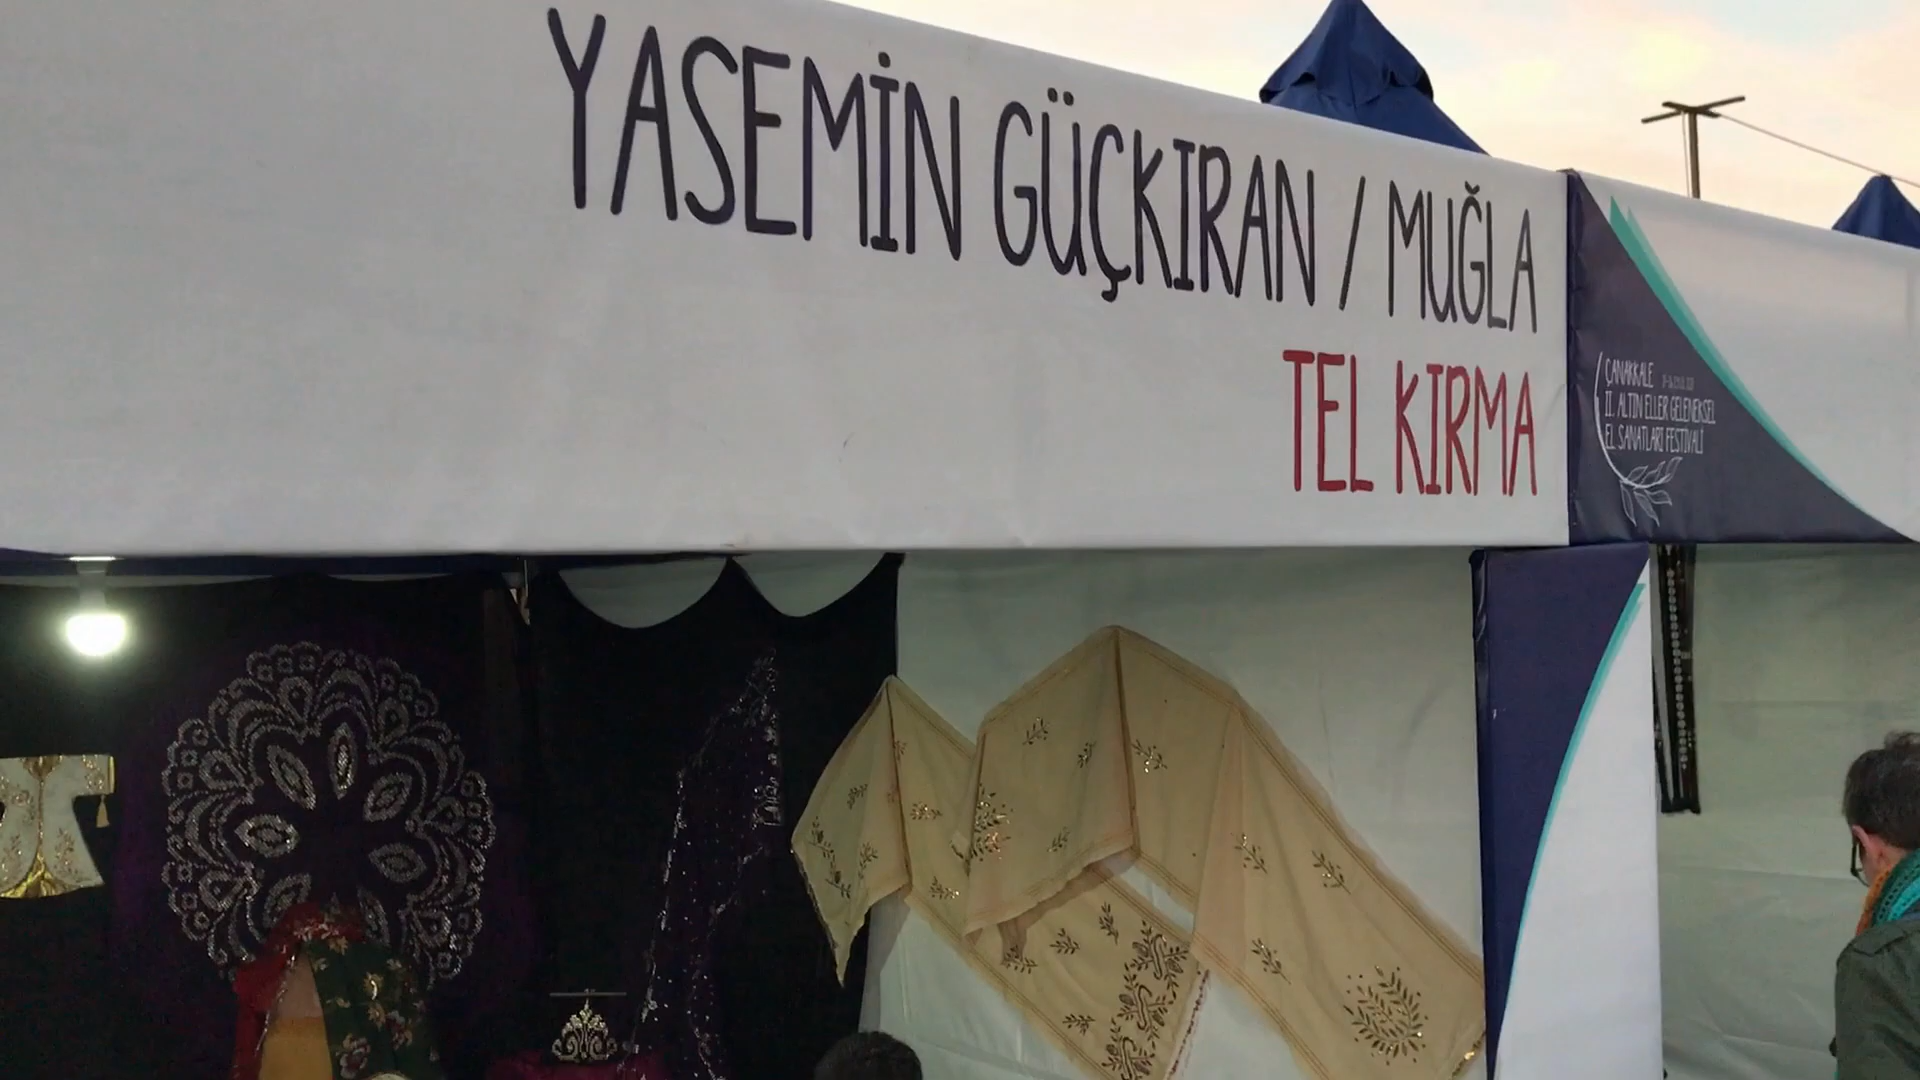 YASEMİN GÜÇKIRAN / MUĞLA
TEL KIRMA
ÇANAKKALE
II. ALTIN ELLER GELENEKSEL
EL SANATLARI FESTİVALİ